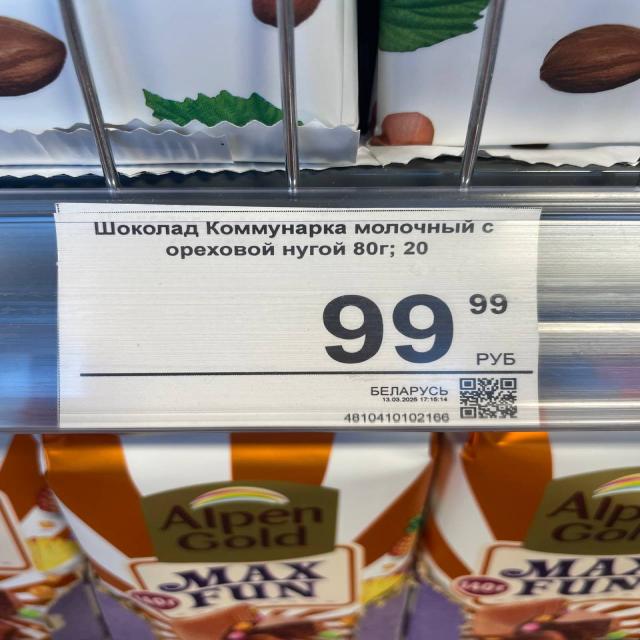 Шоколад Коммунарка молочный с
ореховой нугой 80г; 20
99 99
РУБ
БЕЛАРУСЬ
13.03.2025 17:15:14
4810410102166
Alpen
Gold
MAX
FUN
Alpen
MAX
FUN